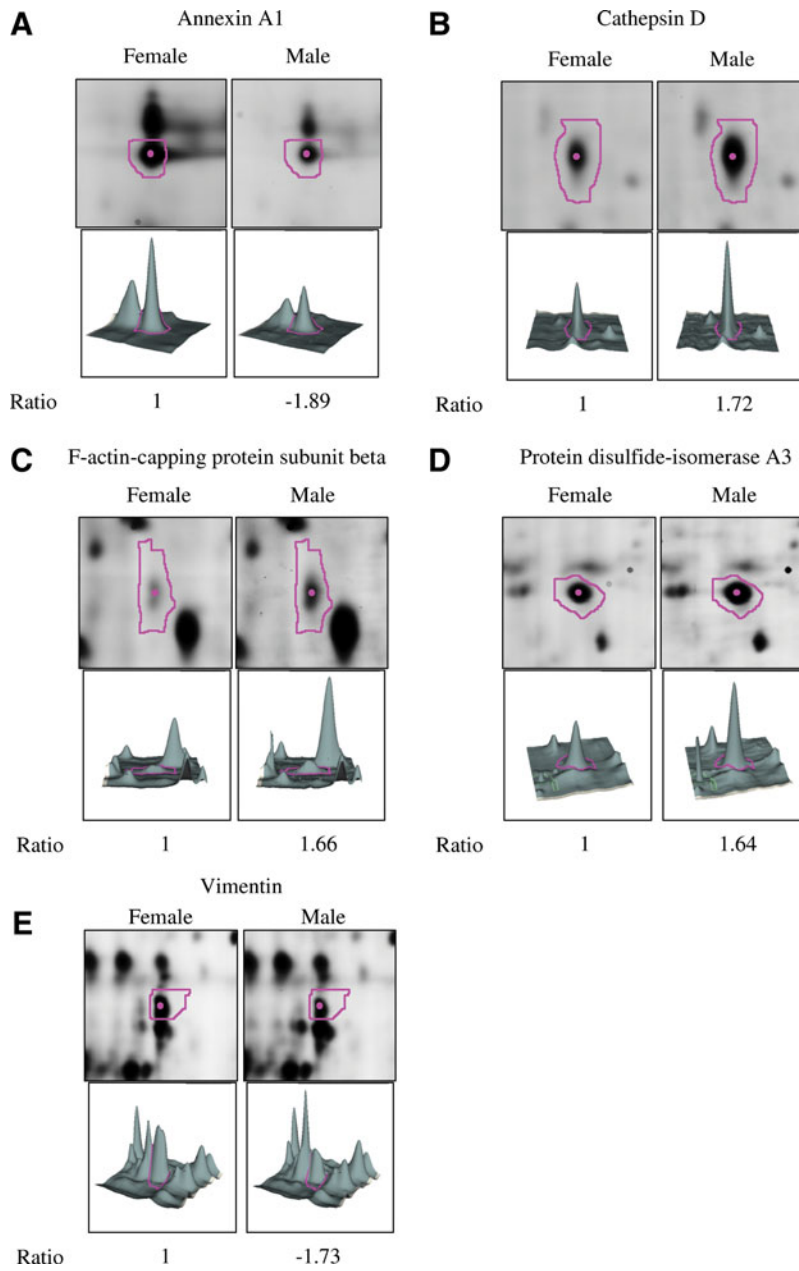 A Annexin A1
Female Male
Ratio 1 -1.89
B Cathepsin D
Female Male
Ratio 1 1.72
C F-actin-capping protein subunit beta
Female Male
Ratio 1 1.66
D Protein disulfide-isomerase A3
Female Male
Ratio 1 1.64
E Vimentin
Female Male
Ratio 1 -1.73